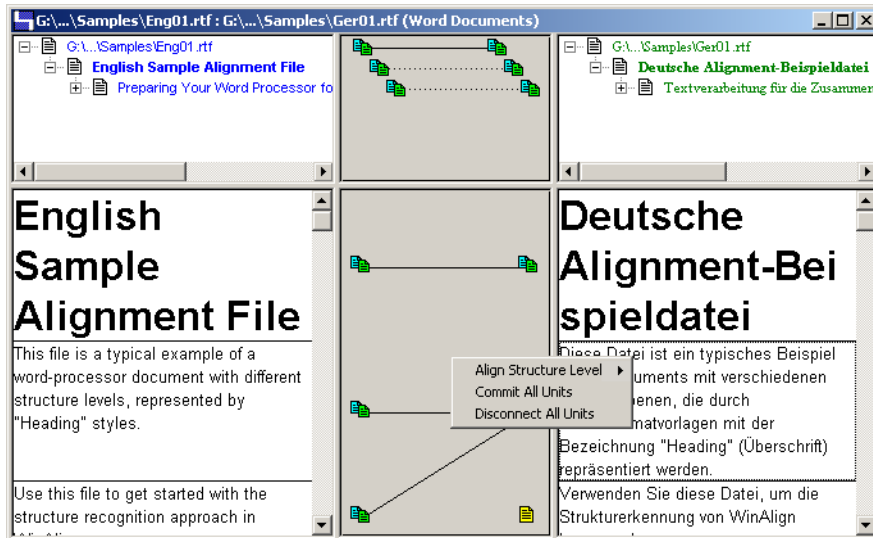 G:\...\Samples\Eng01.rtf : G:\...\Samples\Ger01.rtf (Word Documents)
G:\...\Samples\Eng01.rtf
English Sample Alignment File
Preparing Your Word Processor fo
G:\...\Samples\Ger01.rtf
Deutsche Alignment-Beispieldatei
Textverarbeitung für die Zusammen
English
Sample
Alignment File
This file is a typical example of a
word-processor document with different
structure levels, represented by
"Heading" styles.
Use this file to get started with the
structure recognition approach in
Align Structure Level
Commit All Units
Disconnect All Units
Deutsche
Alignment-Bei
spieldatei
Diese Datei ist ein typisches Beispiel
uments mit verschiedenen
benen, die durch
matvorlagen mit der
Bezeichnung "Heading" (Überschrift)
repräsentiert werden.
Verwenden Sie diese Datei, um die
Strukturerkennung von WinAlign